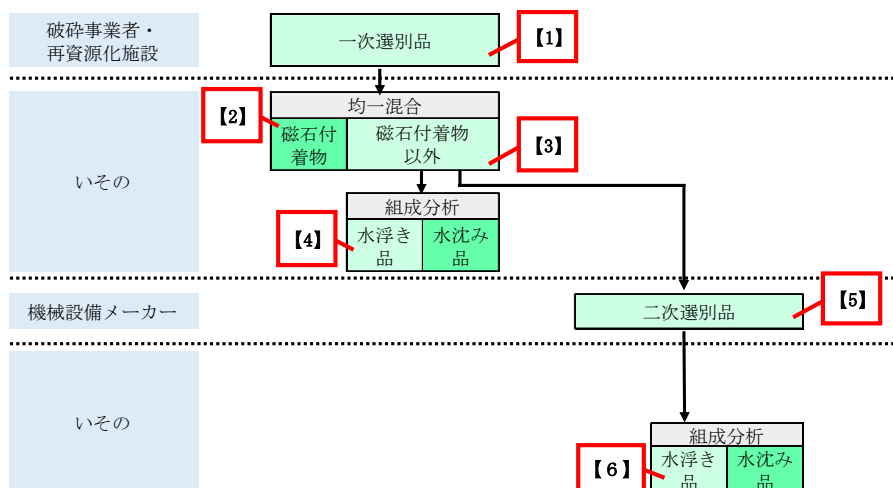 破砕事業者・
再資源化施設
一次選別品
【1】
いその
均一混合
【2】
磁石付
着物
磁石付着物
以外
【3】
組成分析
【4】
水浮き
品
水沈み
品
機械設備メーカー
二次選別品
【5】
いその
組成分析
【6】
水浮き
品
水沈み
品